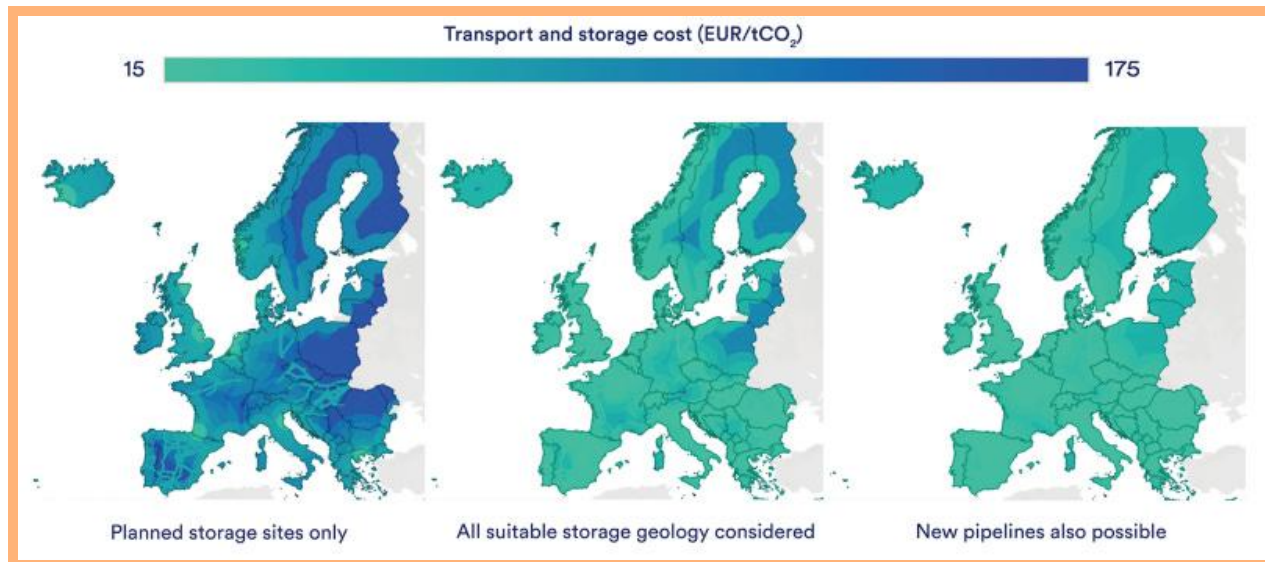 Transport and storage cost (EUR/tCO₂)
15 175
Planned storage sites only
All suitable storage geology considered
New pipelines also possible